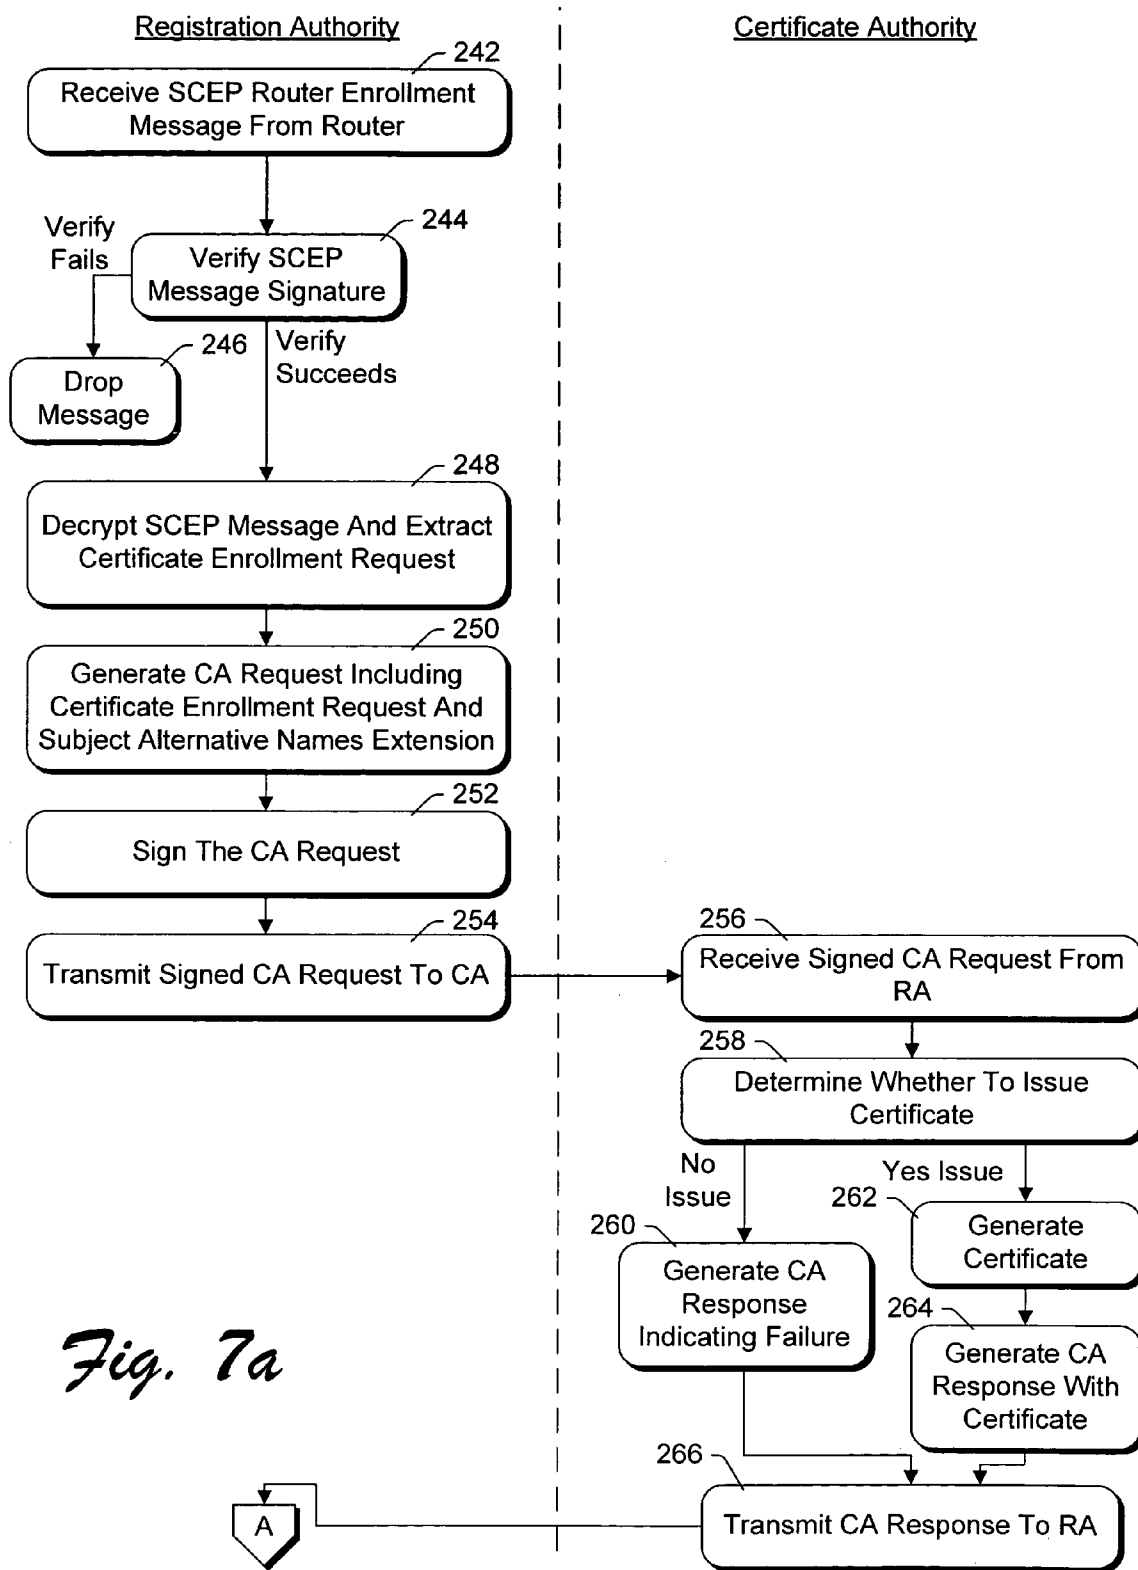 Registration Authority
Certificate Authority
242
Receive SCEP Router Enrollment
Message From Router
244
Verify
Fails
Verify SCEP
Message Signature
246
Verify
Succeeds
Drop
Message
248
Decrypt SCEP Message And Extract
Certificate Enrollment Request
250
Generate CA Request Including
Certificate Enrollment Request And
Subject Alternative Names Extension
252
Sign The CA Request
254
Transmit Signed CA Request To CA
256
Receive Signed CA Request From
RA
258
Determine Whether To Issue
Certificate
No
Issue
Yes Issue
260
262
Generate
Certificate
Generate CA
Response
Indicating Failure
264
Generate CA
Response With
Certificate
Fig. 7a
266
Transmit CA Response To RA
A